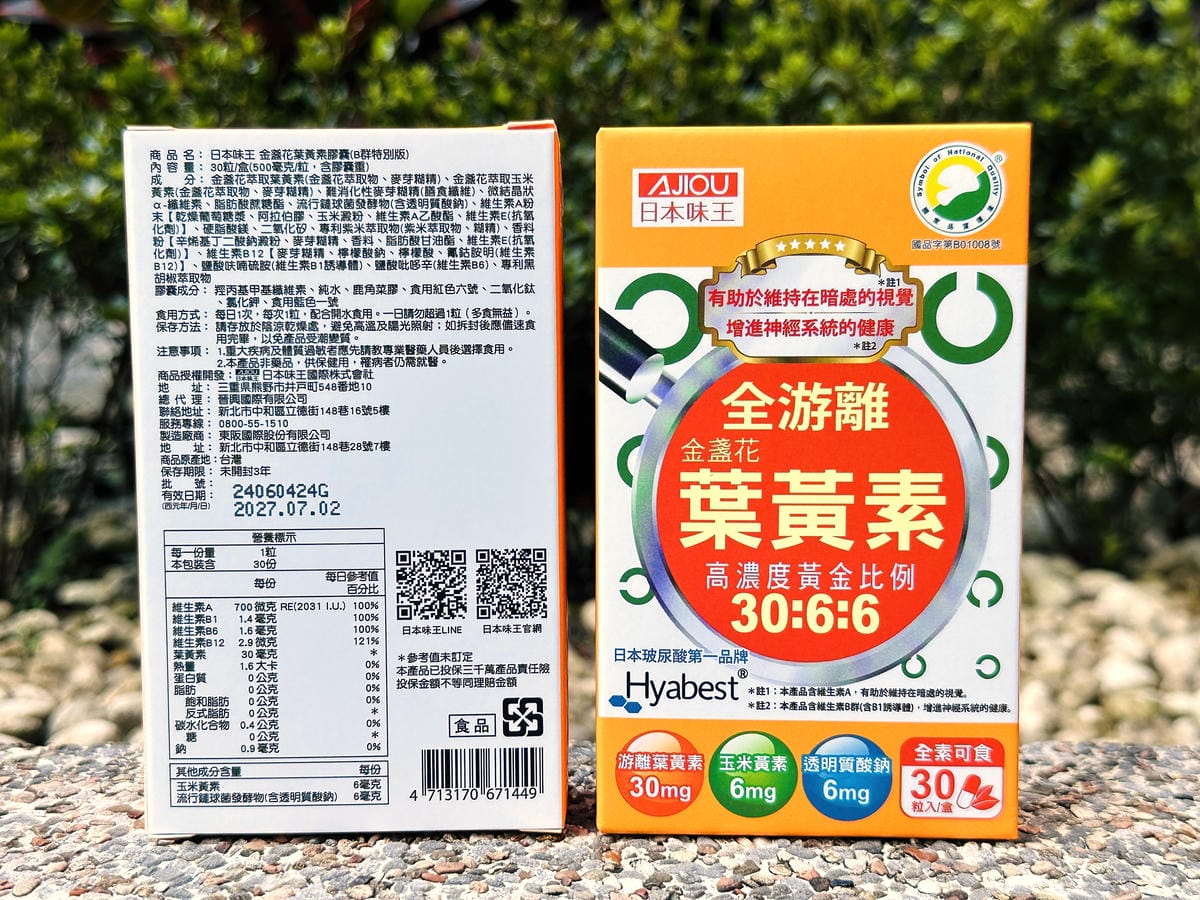 商 品 名：日本味王 金盞花葉黃素膠囊(B群特別版)
內 容 量：30粒/盒(500毫克/粒，含膠囊重)
成　　分：金盞花萃取葉黃素(金盞花萃取物、麥芽糊精)、金盞花萃取玉米
黃素(金盞花萃取物、麥芽糊精)、難消化性麥芽糊精(膳食纖維)、微結晶狀
α-纖維素、脂肪酸蔗糖酯、流行鏈球菌發酵物(含透明質酸鈉)、維生素A粉
末【乾燥葡萄糖漿、阿拉伯膠、玉米澱粉、維生素A乙酸酯、維生素E(抗氧
化劑)】、硬脂酸鎂、二氧化矽、專利紫米萃取物(紫米萃取物、糊精)、香料
粉【辛烯基丁二酸鈉澱粉、麥芽糊精、香料、脂肪酸甘油酯、維生素E(抗氧
化劑)】、維生素B12【麥芽糊精、檸檬酸鈉、檸檬酸、氰鈷胺明(維生素
B12)】、鹽酸呋喃硫胺(維生素B1誘導體)、鹽酸吡哆辛(維生素B6)、專利黑
胡椒萃取物
膠囊成分：羥丙基甲基纖維素、純水、鹿角菜膠、食用紅色六號、二氧化鈦
、氯化鉀、食用藍色一號
食用方式：每日1次，每次1粒，配合開水食用。一日請勿超過1粒（多食無益）。
保存方法：請存放於陰涼乾燥處，避免高溫及陽光照射；如拆封後應儘速食
用完畢，以免產品受潮變質。
注意事項：1.重大疾病及體質過敏者應先請教專業醫藥人員後選擇食用。
2.本產品非藥品，供保健用，罹病者仍需就醫。
商品授權開發：AJIOU 日本味王 日本味王國際株式會社
地　　址：三重県熊野市井戸町548番地10
總 代 理：晉興國際有限公司
聯絡地址：新北市中和區立德街148巷16號5樓
服務專線：0800-55-1510
製造廠商：東阪國際股份有限公司
地　　址：新北市中和區立德街148巷28號7樓
商品原產地：台灣
保存期限：未開封3年
批　　號：24060424G
有效日期：2027.07.02
(西元年/月/日)
營養標示
每一份量 1粒
本包裝含 30份
每份 每日參考值百分比
維生素A 700 微克 RE(2031 I.U.) 100%
維生素B1 1.4 毫克 100%
維生素B6 1.6 毫克 100%
維生素B12 2.9 微克 121%
葉黃素 30 毫克 *
熱量 1.6 大卡 0%
蛋白質 0 公克 0%
脂肪 0 公克 0%
飽和脂肪 0 公克 0%
反式脂肪 0 公克 *
碳水化合物 0.4 公克 0%
糖 0 公克 *
鈉 0.9 毫克 0%
其他成分含量 每份
玉米黃素 6毫克
流行鏈球菌發酵物(含透明質酸鈉) 6毫克
日本味王LINE 日本味王官網
*參考值未訂定
本產品已投保三千萬產品責任險
投保金額不等同理賠金額
食品
4 713170 671449
AJIOU
日本味王
Symbol of National Quality
®
國家品質標章
國品字第B01008號
有助於維持在暗處的視覺 *註1
增進神經系統的健康
*註2
全游離
金盞花
葉黃素
高濃度黃金比例
30:6:6
日本玻尿酸第一品牌
Hyabest®
*註1：本產品含維生素A，有助於維持在暗處的視覺。
*註2：本產品含維生素B群(含B1誘導體)，增進神經系統的健康。
游離葉黃素
30mg
玉米黃素
6mg
透明質酸鈉
6mg
全素可食
30
粒入/盒